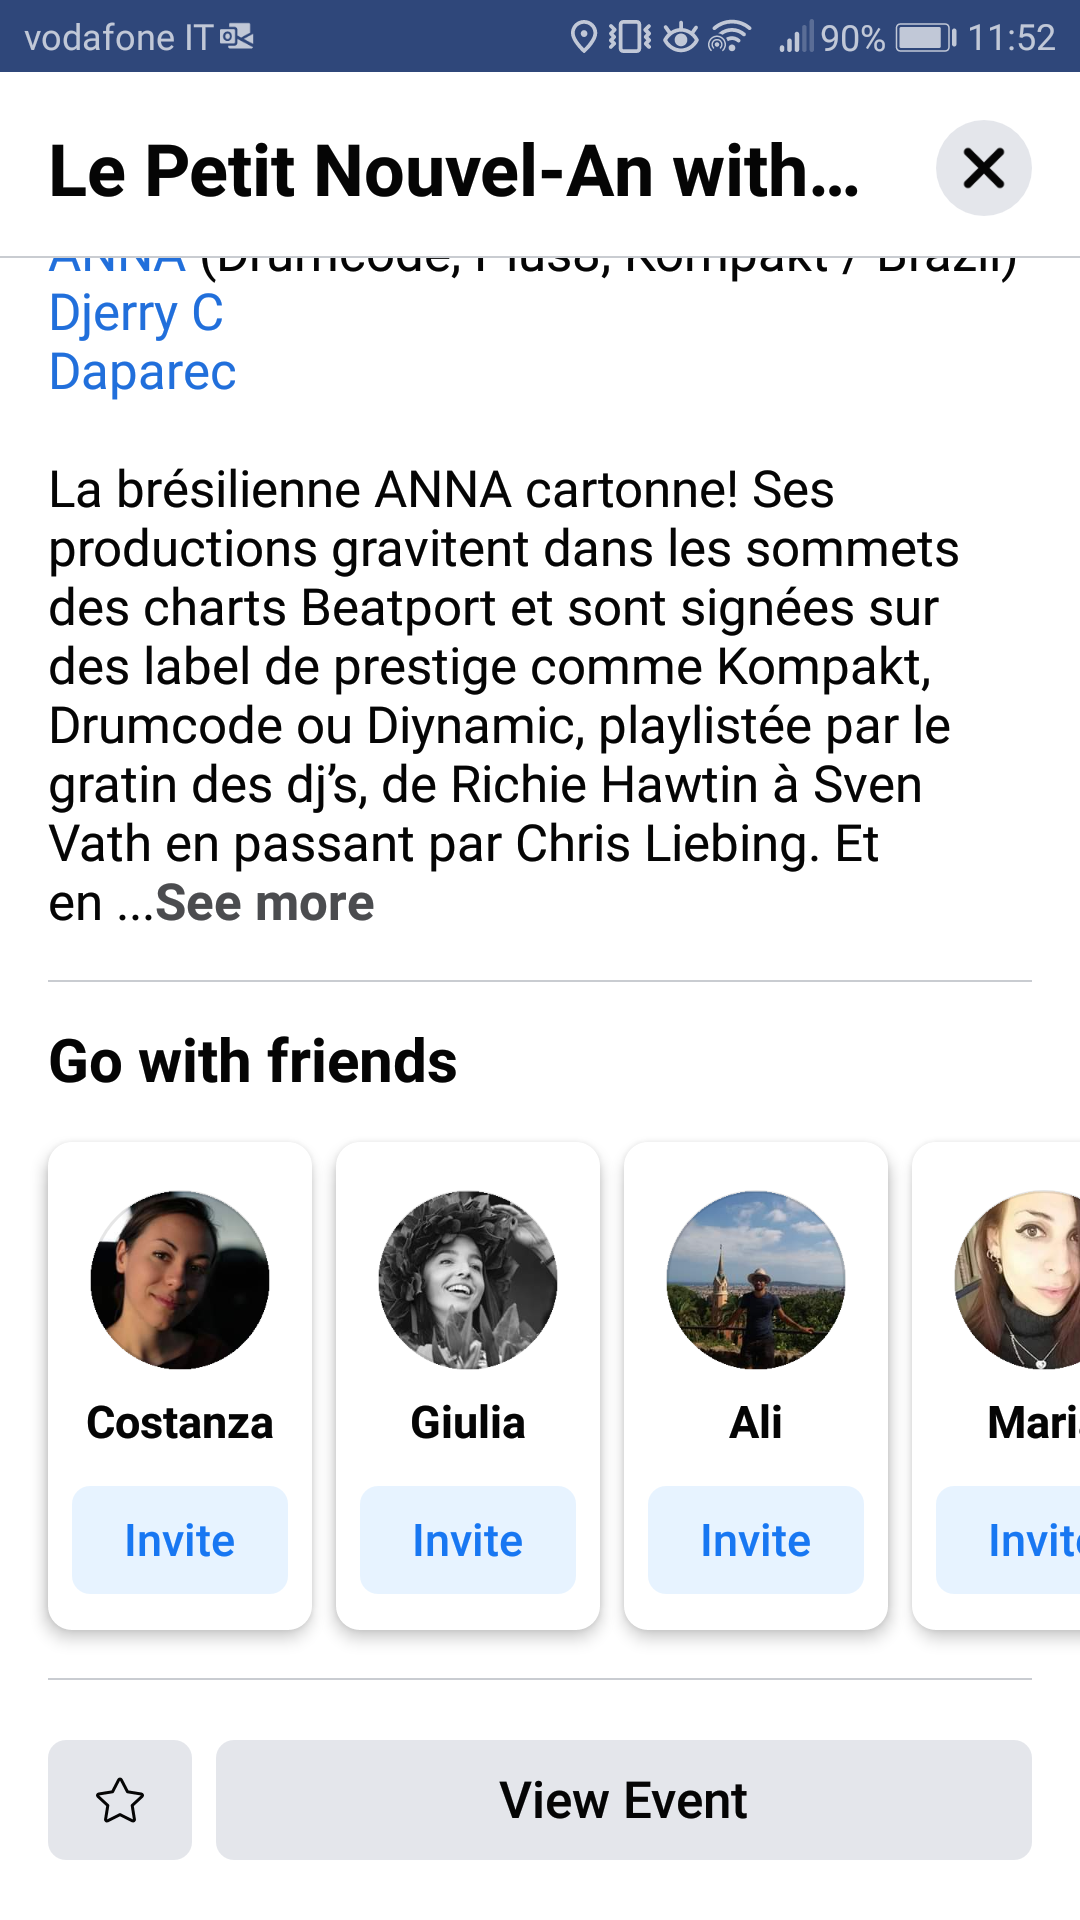 vodafone IT
90%
11:52
Le Petit Nouvel-An with...
ANNA (Drumcode, Plus8, Kompakt / Brazil)
Djerry C
Daparec
La brésilienne ANNA cartonne! Ses
productions gravitent dans les sommets
des charts Beatport et sont signées sur
des label de prestige comme Kompakt,
Drumcode ou Diynamic, playlistée par le
gratin des dj’s, de Richie Hawtin à Sven
Vath en passant par Chris Liebing. Et
en ...See more
Go with friends
Costanza
Giulia
Ali
Invite
Invite
Invite
View Event